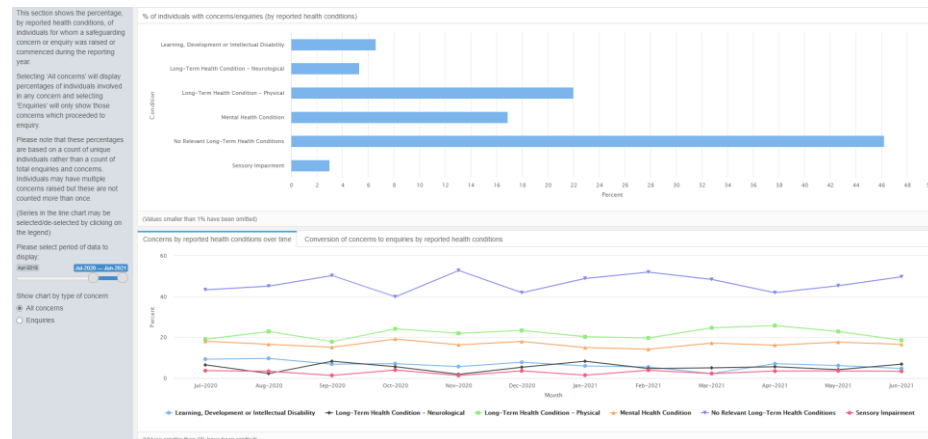 This section shows the percentage,
by reported health conditions, of
individuals for whom a safeguarding
concern or enquiry was raised or
commenced during the reporting
year.
Selecting 'All concerns' will display
percentages of individuals involved
in any concern and selecting
'Enquiries' will only show those
concerns which proceeded to
enquiry.
Please note that these percentages
are based on a count of unique
individuals rather than a count of
total enquiries and concerns.
Individuals may have multiple
concerns raised but these are not
counted more than once.
(Series in the line chart may be
selected/de-selected by clicking on
the legend)
Please select period of data to
display:
Jul-2020 — Jun-2021
Show chart by type of concern
All concerns
Enquiries
% of individuals with concerns/enquiries (by reported health conditions)
Condition
Learning, Development or Intellectual Disability
Long-Term Health Condition - Neurological
Long-Term Health Condition - Physical
Mental Health Condition
No Relevant Long-Term Health Conditions
Sensory Impairment
0 2 4 6 8 10 12 14 16 18 20 22 24 26 28 30 32 34 36 38 40 42 44 46 48
Percent
(Values smaller than 1% have been omitted)
Concerns by reported health conditions over time Conversion of concerns to enquiries by reported health conditions
Percent
60
40
20
0
Jul-2020 Aug-2020 Sep-2020 Oct-2020 Nov-2020 Dec-2020 Jan-2021 Feb-2021 Mar-2021 Apr-2021 May-2021 Jun-2021
Month
Learning, Development or Intellectual Disability Long-Term Health Condition - Neurological Long-Term Health Condition - Physical Mental Health Condition No Relevant Long-Term Health Conditions Sensory Impairment